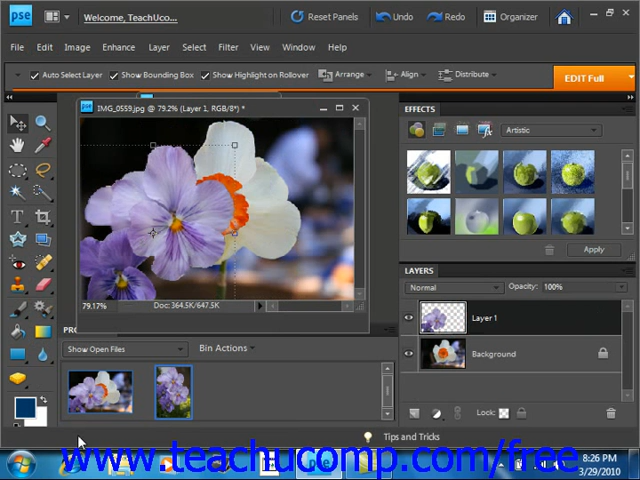 pse Welcome, TeachUco... Reset Panels Undo Redo Organizer
File Edit Image Enhance Layer Select Filter View Window Help
Auto Select Layer Show Bounding Box Show Highlight on Rollover Arrange Align Distribute EDIT Full
pse IMG_0559.jpg @ 79.2% (Layer 1, RGB/8*) *
EFFECTS
Artistic
Apply
LAYERS
Normal Opacity: 100%
Layer 1
Background
Lock:
79.17% Doc: 364.5K/647.5K
Show Open Files Bin Actions
Tips and Tricks
www.teachucomp.com/free
pse
8:26 PM
3/29/2010